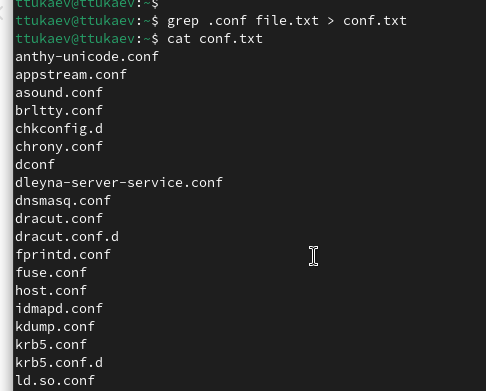 ttukaev@ttukaev:~$
ttukaev@ttukaev:~$ grep .conf file.txt > conf.txt
ttukaev@ttukaev:~$ cat conf.txt
anthy-unicode.conf
appstream.conf
asound.conf
brltty.conf
chkconfig.d
chrony.conf
dconf
dleyna-server-service.conf
dnsmasq.conf
dracut.conf
dracut.conf.d
fprintd.conf
fuse.conf
host.conf
idmapd.conf
kdump.conf
krb5.conf
krb5.conf.d
ld.so.conf